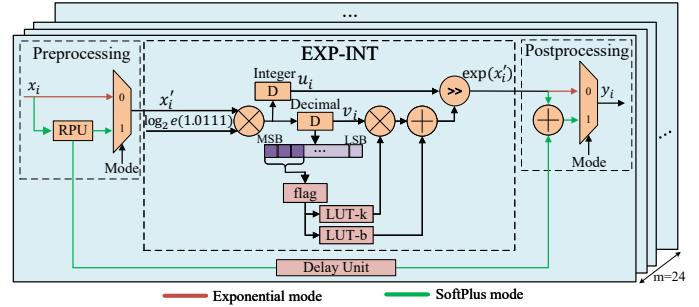 ...
Preprocessing
EXP-INT
Postprocessing
x_i
0
1
RPU
Mode
x_i'
log_2 e(1.0111)
Integer
u_i
D
Decimal
D
v_i
>>
exp(x_i')
MSB
...
LSB
flag
LUT-k
LUT-b
0
1
y_i
Mode
...
Delay Unit
m=24
Exponential mode
SoftPlus mode